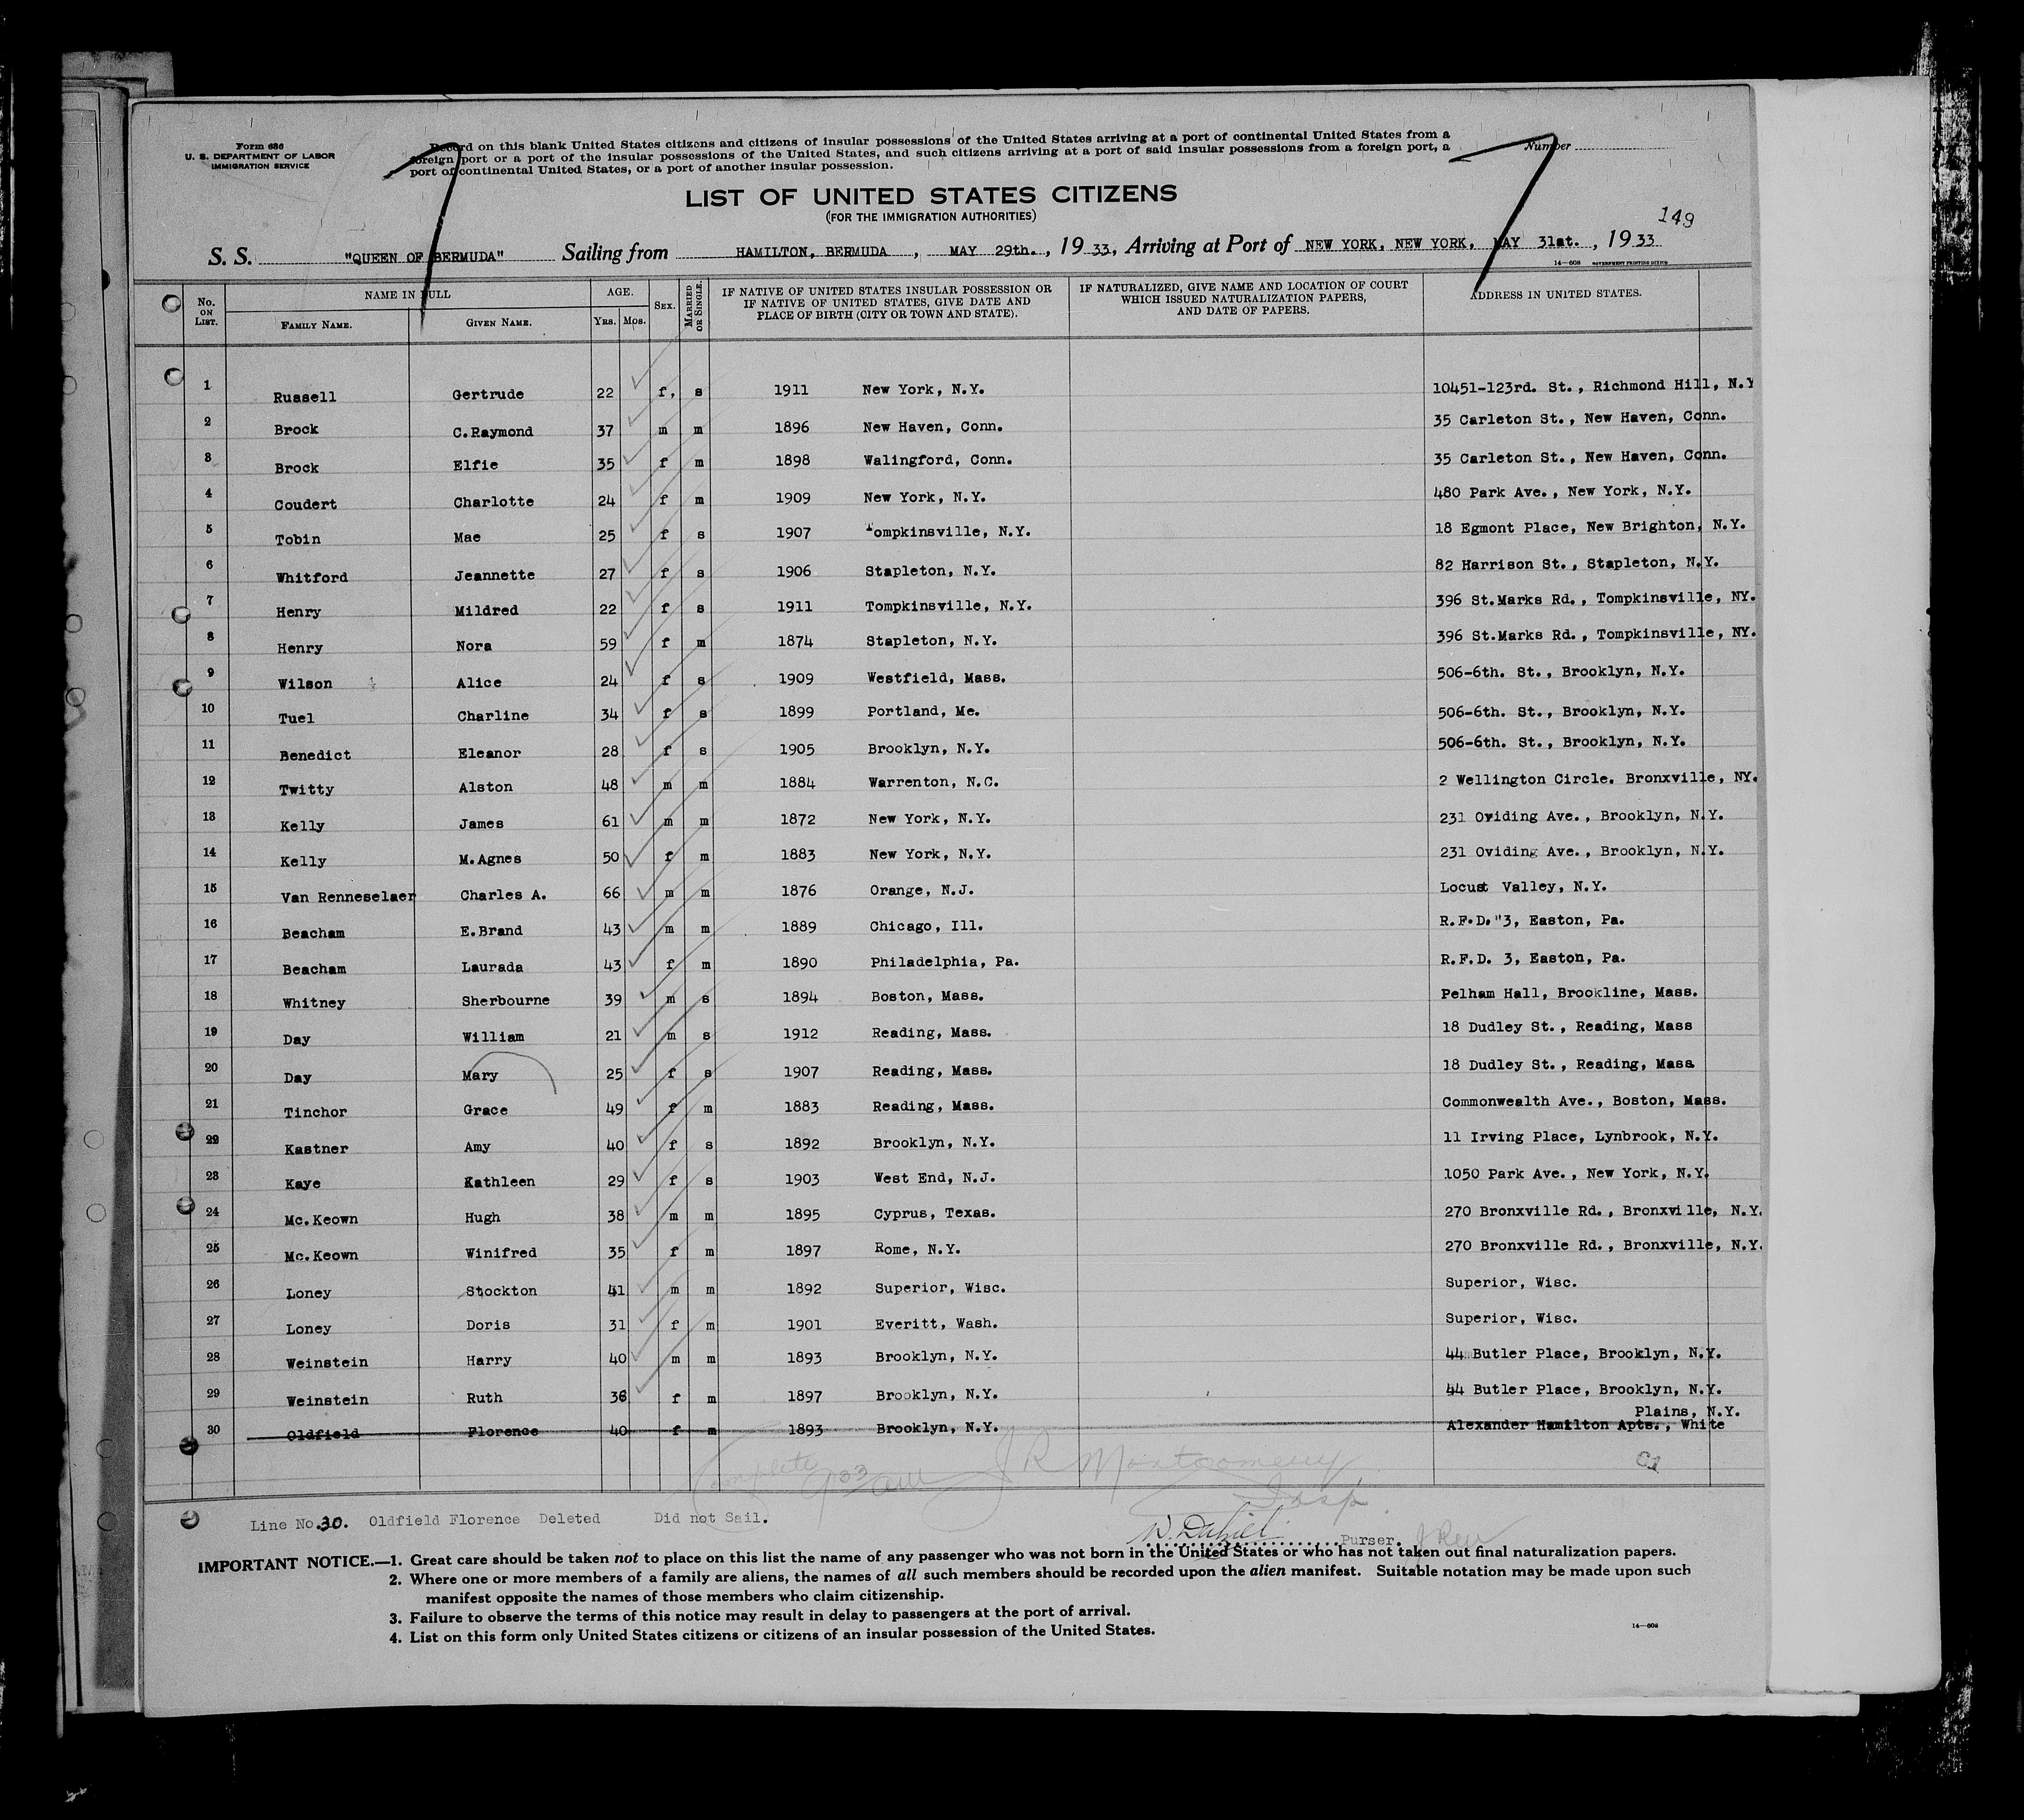 Form 686
U. S. DEPARTMENT OF LABOR
IMMIGRATION SERVICE
Record on this blank United States citizens and citizens of insular possessions of the United States arriving at a port of continental United States from a
foreign port or a port of the insular possessions of the United States, and such citizens arriving at a port of said insular possessions from a foreign port, a
port of continental United States, or a port of another insular possession.
Number
7
7
LIST OF UNITED STATES CITIZENS
(FOR THE IMMIGRATION AUTHORITIES)
149
S. S. "QUEEN OF BERMUDA" Sailing from HAMILTON, BERMUDA , MAY 29th. , 19 33, Arriving at Port of NEW YORK, NEW YORK, MAY 31st. , 19 33
14-608 GOVERNMENT PRINTING OFFICE
No. ON LIST. NAME IN FULL FAMILY NAME. GIVEN NAME. AGE. YRS. MOS. SEX. MARRIED OR SINGLE. IF NATIVE OF UNITED STATES INSULAR POSSESSION OR IF NATIVE OF UNITED STATES, GIVE DATE AND PLACE OF BIRTH (CITY OR TOWN AND STATE). IF NATURALIZED, GIVE NAME AND LOCATION OF COURT WHICH ISSUED NATURALIZATION PAPERS, AND DATE OF PAPERS. ADDRESS IN UNITED STATES.
1 Russell Gertrude 22 f, s 1911 New York, N.Y. 10451-123rd. St., Richmond Hill, N.Y
2 Brock C.Raymond 37 m m 1896 New Haven, Conn. 35 Carleton St., New Haven, Conn.
3 Brock Elfie 35 f m 1898 Walingford, Conn. 35 Carleton St., New Haven, Conn.
4 Coudert Charlotte 24 f m 1909 New York, N.Y. 480 Park Ave., New York, N.Y.
5 Tobin Mae 25 f s 1907 Tompkinsville, N.Y. 18 Egmont Place, New Brighton, N.Y.
6 Whitford Jeannette 27 f s 1906 Stapleton, N.Y. 82 Harrison St., Stapleton, N.Y.
7 Henry Mildred 22 f s 1911 Tompkinsville, N.Y. 396 St.Marks Rd., Tompkinsville, NY.
8 Henry Nora 59 f m 1874 Stapleton, N.Y. 396 St.Marks Rd., Tompkinsville, NY.
9 Wilson Alice 24 f s 1909 Westfield, Mass. 506-6th. St., Brooklyn, N.Y.
10 Tuel Charline 34 f s 1899 Portland, Me. 506-6th. St., Brooklyn, N.Y.
11 Benedict Eleanor 28 f s 1905 Brooklyn, N.Y. 506-6th. St., Brooklyn, N.Y.
12 Twitty Alston 48 m m 1884 Warrenton, N.C. 2 Wellington Circle. Bronxville, NY.
13 Kelly James 61 m m 1872 New York, N.Y. 231 Oviding Ave., Brooklyn, N.Y.
14 Kelly M.Agnes 50 f m 1883 New York, N.Y. 231 Oviding Ave., Brooklyn, N.Y.
15 Van Renneselaer Charles A. 66 m m 1876 Orange, N.J. Locust Valley, N.Y.
16 Beacham E.Brand 43 m m 1889 Chicago, Ill. R.F.D."3, Easton, Pa.
17 Beacham Laurada 43 f m 1890 Philadelphia, Pa. R.F.D. 3, Easton, Pa.
18 Whitney Sherbourne 39 m s 1894 Boston, Mass. Pelham Hall, Brookline, Mass.
19 Day William 21 m s 1912 Reading, Mass. 18 Dudley St., Reading, Mass
20 Day Mary 25 f s 1907 Reading, Mass. 18 Dudley St., Reading, Mass
21 Tinchor Grace 49 f m 1883 Reading, Mass. Commonwealth Ave., Boston, Mass.
22 Kastner Amy 40 f s 1892 Brooklyn, N.Y. 11 Irving Place, Lynbrook, N.Y.
23 Kaye Kathleen 29 f s 1903 West End, N.J. 1050 Park Ave., New York, N.Y.
24 Mc.Keown Hugh 38 m m 1895 Cyprus, Texas. 270 Bronxville Rd., Bronxville, N.Y.
25 Mc.Keown Winifred 35 f m 1897 Rome, N.Y. 270 Bronxville Rd., Bronxville, N.Y.
26 Loney Stockton 41 m m 1892 Superior, Wisc. Superior, Wisc.
27 Loney Doris 31 f m 1901 Everitt, Wash. Superior, Wisc.
28 Weinstein Harry 40 m m 1893 Brooklyn, N.Y. 44 Butler Place, Brooklyn, N.Y.
29 Weinstein Ruth 36 f m 1897 Brooklyn, N.Y. 44 Butler Place, Brooklyn, N.Y.
Plains, N.Y.
30 Oldfield Florence 40 f m 1893 Brooklyn, N.Y. Alexander Hamilton Apts., White
Complete J R Montgomery
Insp.
Line No.30. Oldfield Florence Deleted Did not Sail.
Purser.
IMPORTANT NOTICE.—1. Great care should be taken not to place on this list the name of any passenger who was not born in the United States or who has not taken out final naturalization papers.
2. Where one or more members of a family are aliens, the names of all such members should be recorded upon the alien manifest. Suitable notation may be made upon such
manifest opposite the names of those members who claim citizenship.
3. Failure to observe the terms of this notice may result in delay to passengers at the port of arrival.
4. List on this form only United States citizens or citizens of an insular possession of the United States.
14-608